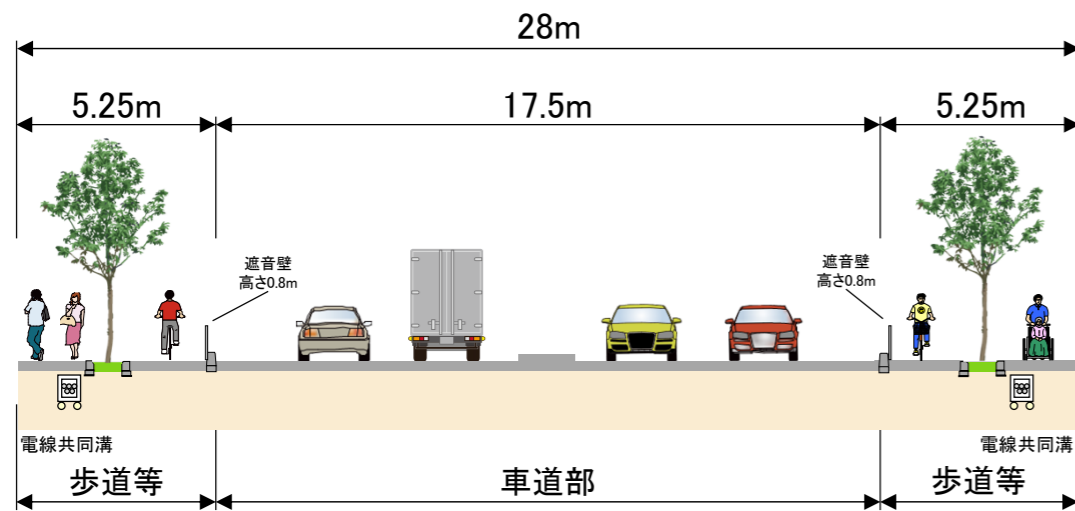 28m
5.25m
17.5m
5.25m
遮音壁
高さ0.8m
遮音壁
高さ0.8m
電線共同溝
電線共同溝
歩道等
車道部
歩道等